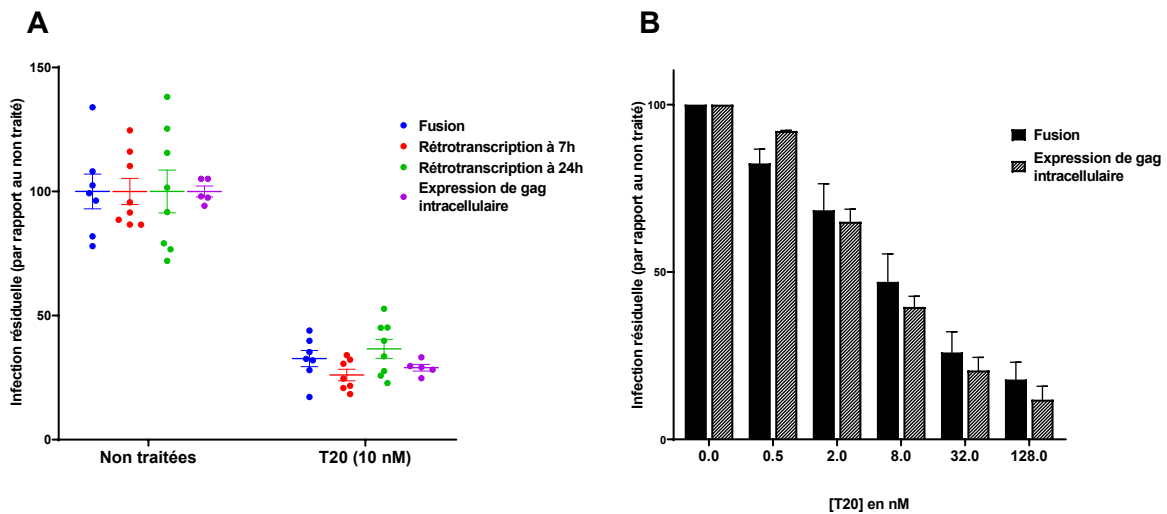 A
Infection résiduelle (par rapport au non traité)
150
100
50
0
Fusion
Rétrotranscription à 7h
Rétrotranscription à 24h
Expression de gag
intracellulaire
Non traitées
T20 (10 nM)
B
Infection résiduelle (par rapport au non traité)
100
50
0
Fusion
Expression de gag
intracellulaire
0.0
0.5
2.0
8.0
32.0
128.0
[T20] en nM